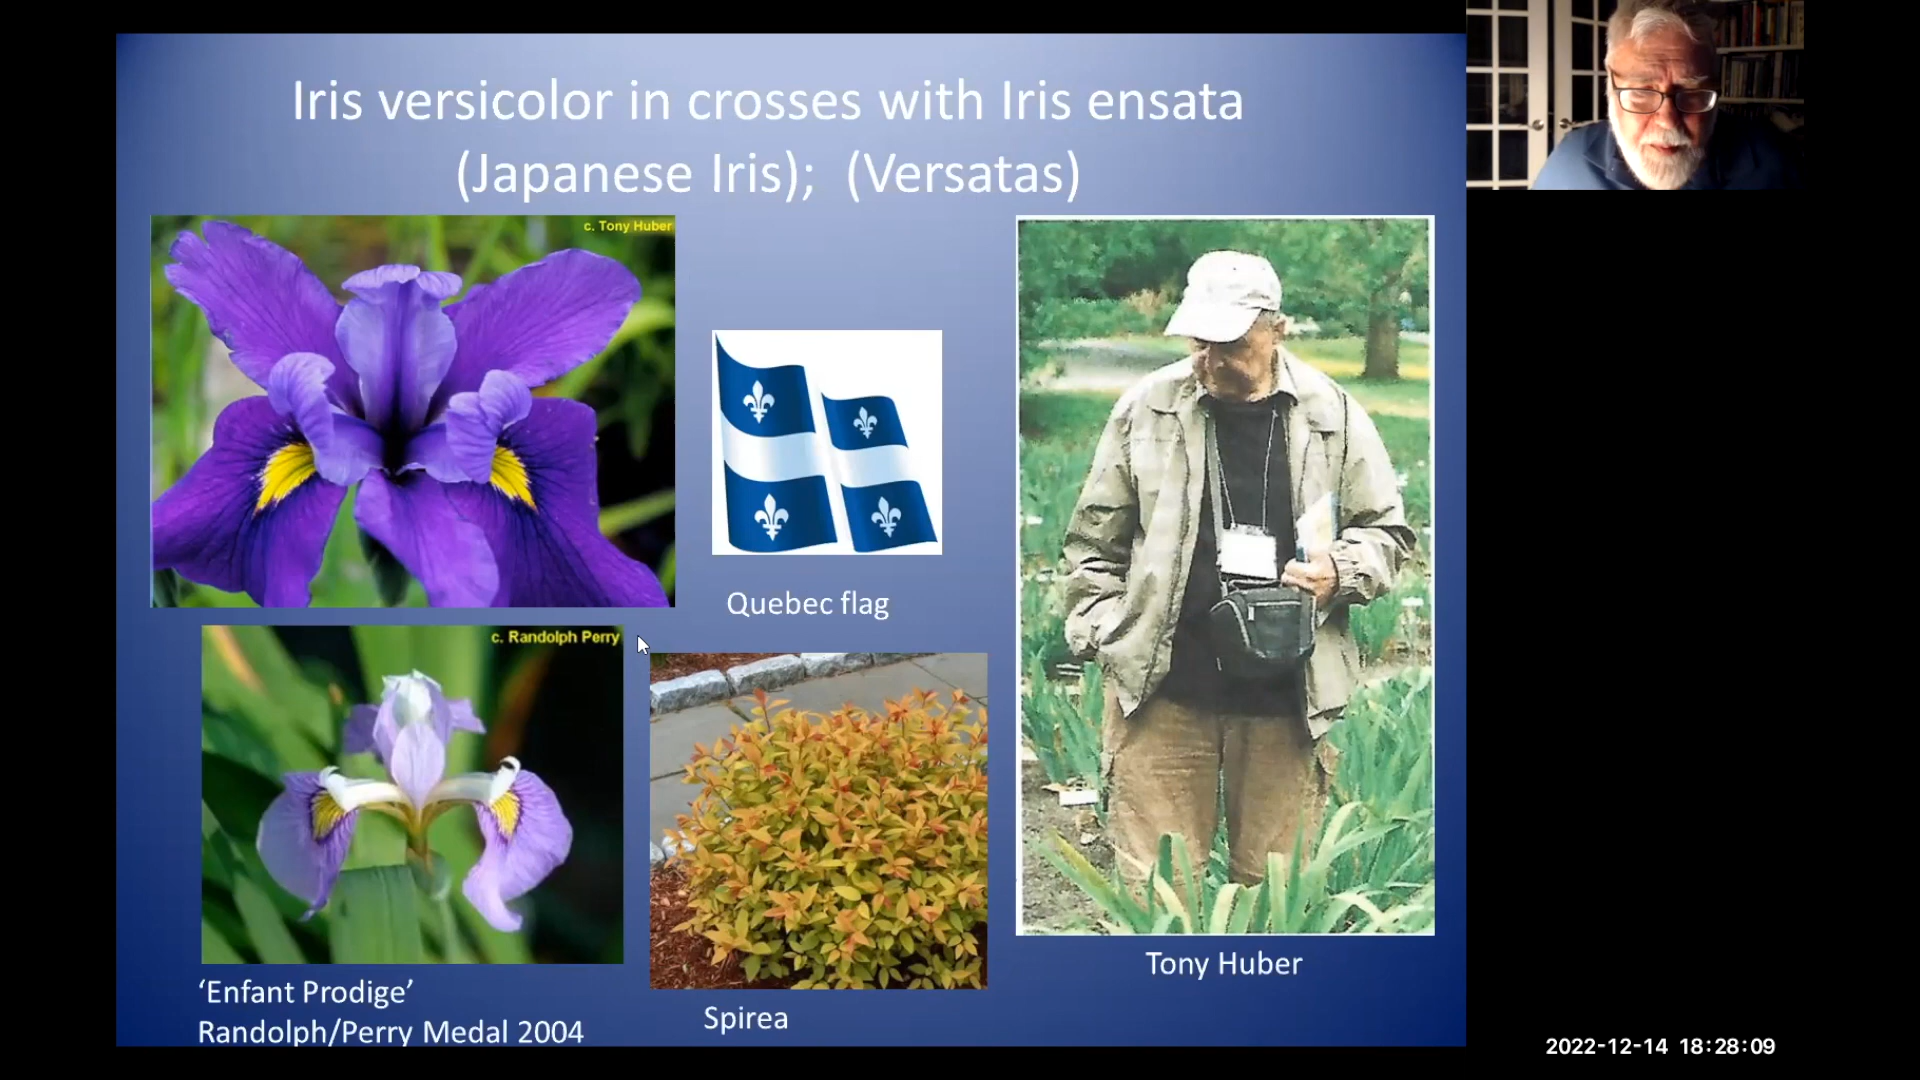 Iris versicolor in crosses with Iris ensata
(Japanese Iris);  (Versatas)
c. Tony Huber
Quebec flag
c. Randolph Perry
‘Enfant Prodige’
Randolph/Perry Medal 2004
Spirea
Tony Huber
2022-12-14 18:28:09